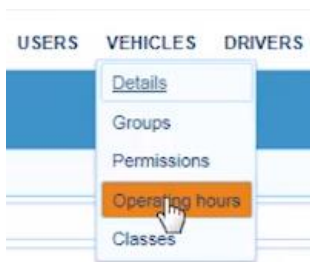 USERS VEHICLES DRIVERS
Details
Groups
Permissions
Operating hours
Classes